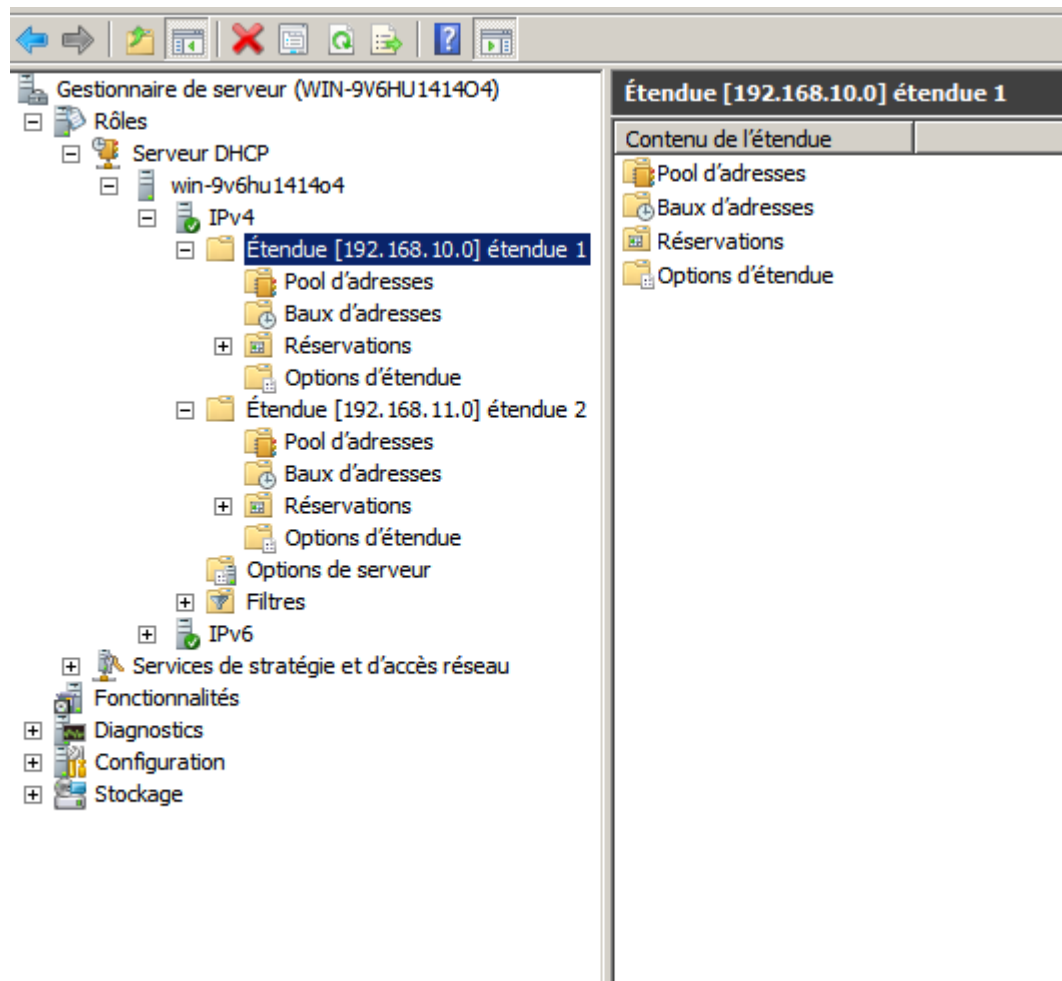 Gestionnaire de serveur (WIN-9V6HU1414O4)
Rôles
Serveur DHCP
win-9v6hu1414o4
IPv4
Étendue [192.168.10.0] étendue 1
Pool d'adresses
Baux d'adresses
Réservations
Options d'étendue
Étendue [192.168.11.0] étendue 2
Pool d'adresses
Baux d'adresses
Réservations
Options d'étendue
Options de serveur
Filtres
IPv6
Services de stratégie et d'accès réseau
Fonctionnalités
Diagnostics
Configuration
Stockage
Étendue [192.168.10.0] étendue 1
Contenu de l'étendue
Pool d'adresses
Baux d'adresses
Réservations
Options d'étendue